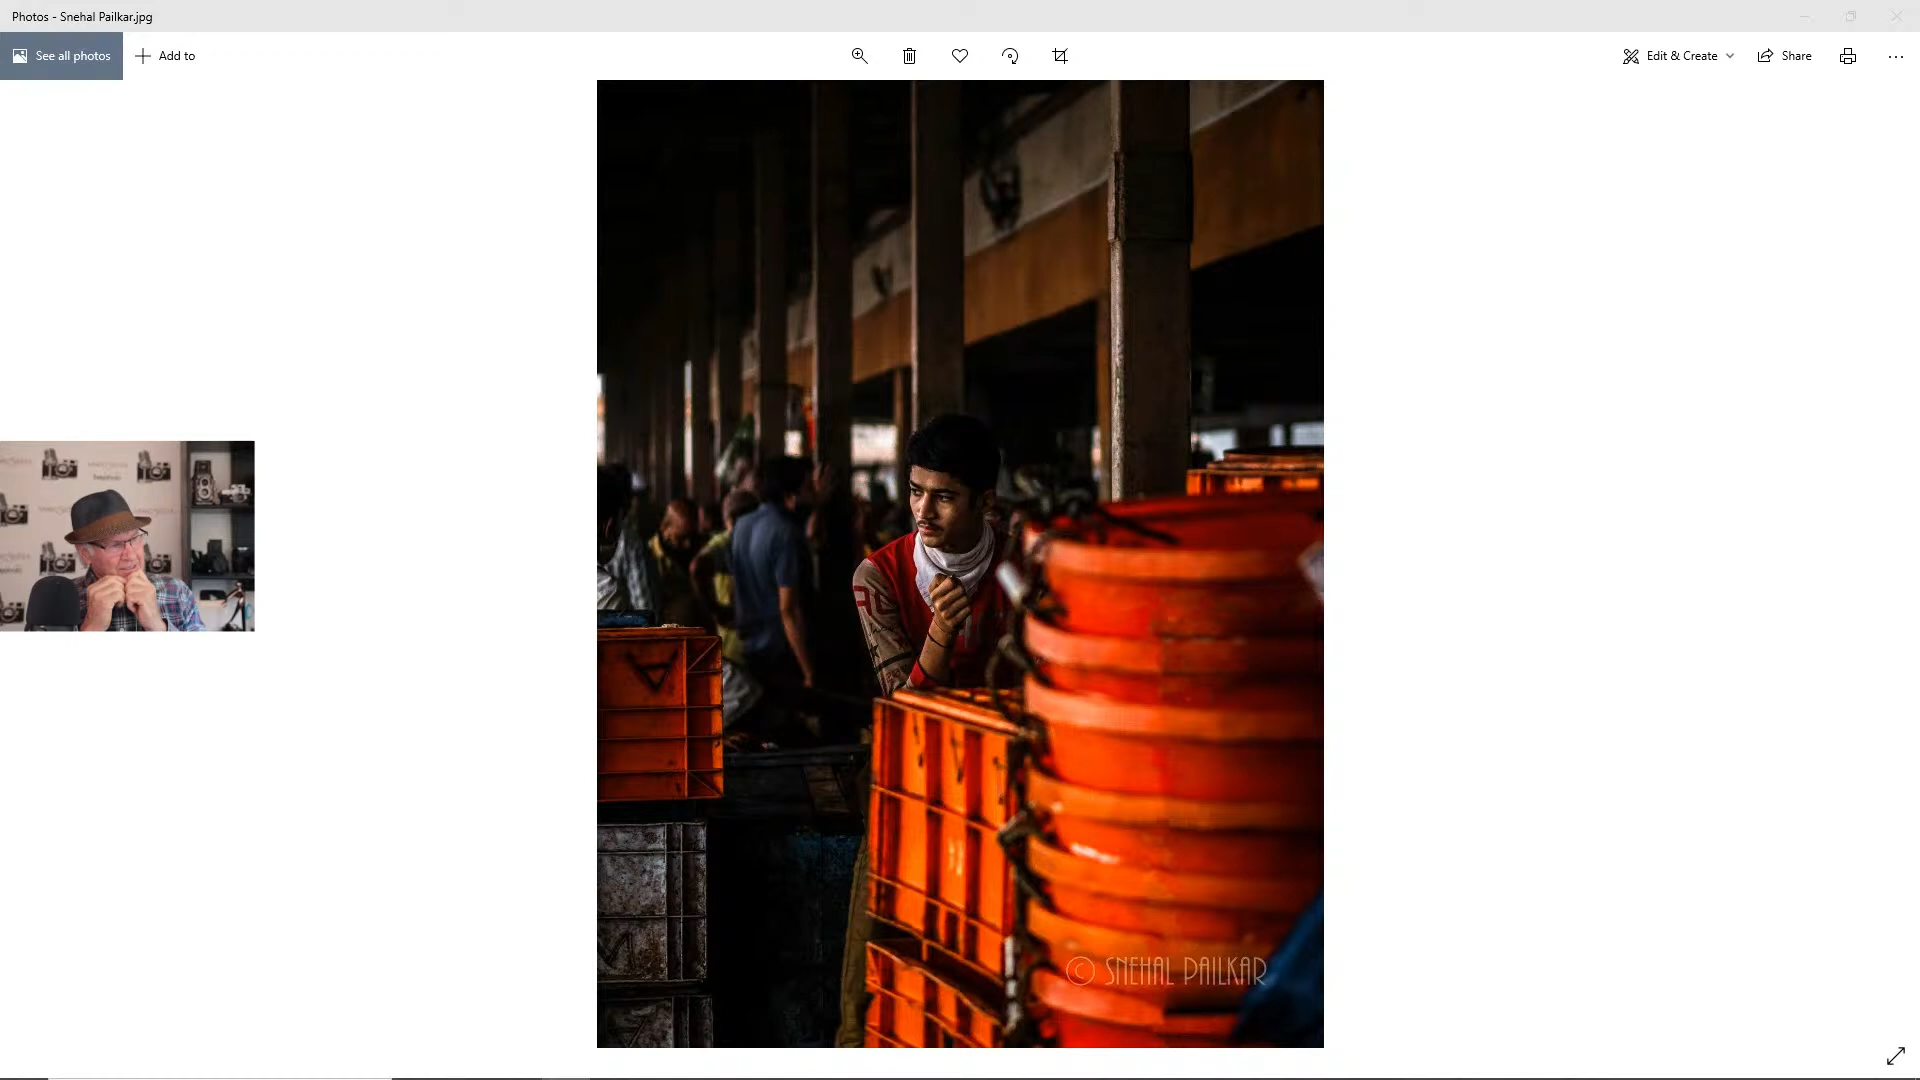 Photos - Snehal Pailkar.jpg
See all photos
Add to
Edit & Create
Share
© SNEHAL PAILKAR